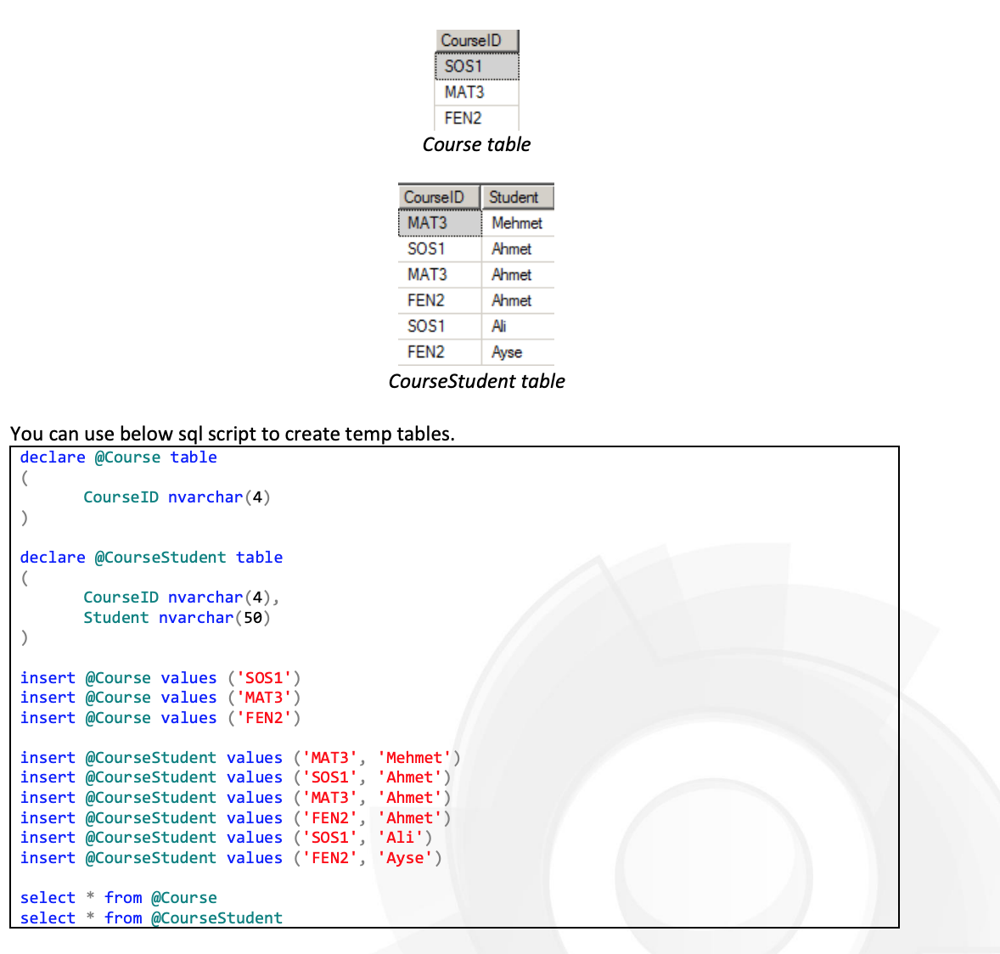 CourseID
SOS1
MAT3
FEN2
Course table
CourseID Student
MAT3 Mehmet
SOS1 Ahmet
MAT3 Ahmet
FEN2 Ahmet
SOS1 Ali
FEN2 Ayse
CourseStudent table
You can use below sql script to create temp tables.
declare @Course table
(
CourseID nvarchar(4)
)
declare @CourseStudent table
(
CourseID nvarchar(4),
Student nvarchar(50)
)
insert @Course values ('SOS1')
insert @Course values ('MAT3')
insert @Course values ('FEN2')
insert @CourseStudent values ('MAT3', 'Mehmet')
insert @CourseStudent values ('SOS1', 'Ahmet')
insert @CourseStudent values ('MAT3', 'Ahmet')
insert @CourseStudent values ('FEN2', 'Ahmet')
insert @CourseStudent values ('SOS1', 'Ali')
insert @CourseStudent values ('FEN2', 'Ayse')
select * from @Course
select * from @CourseStudent